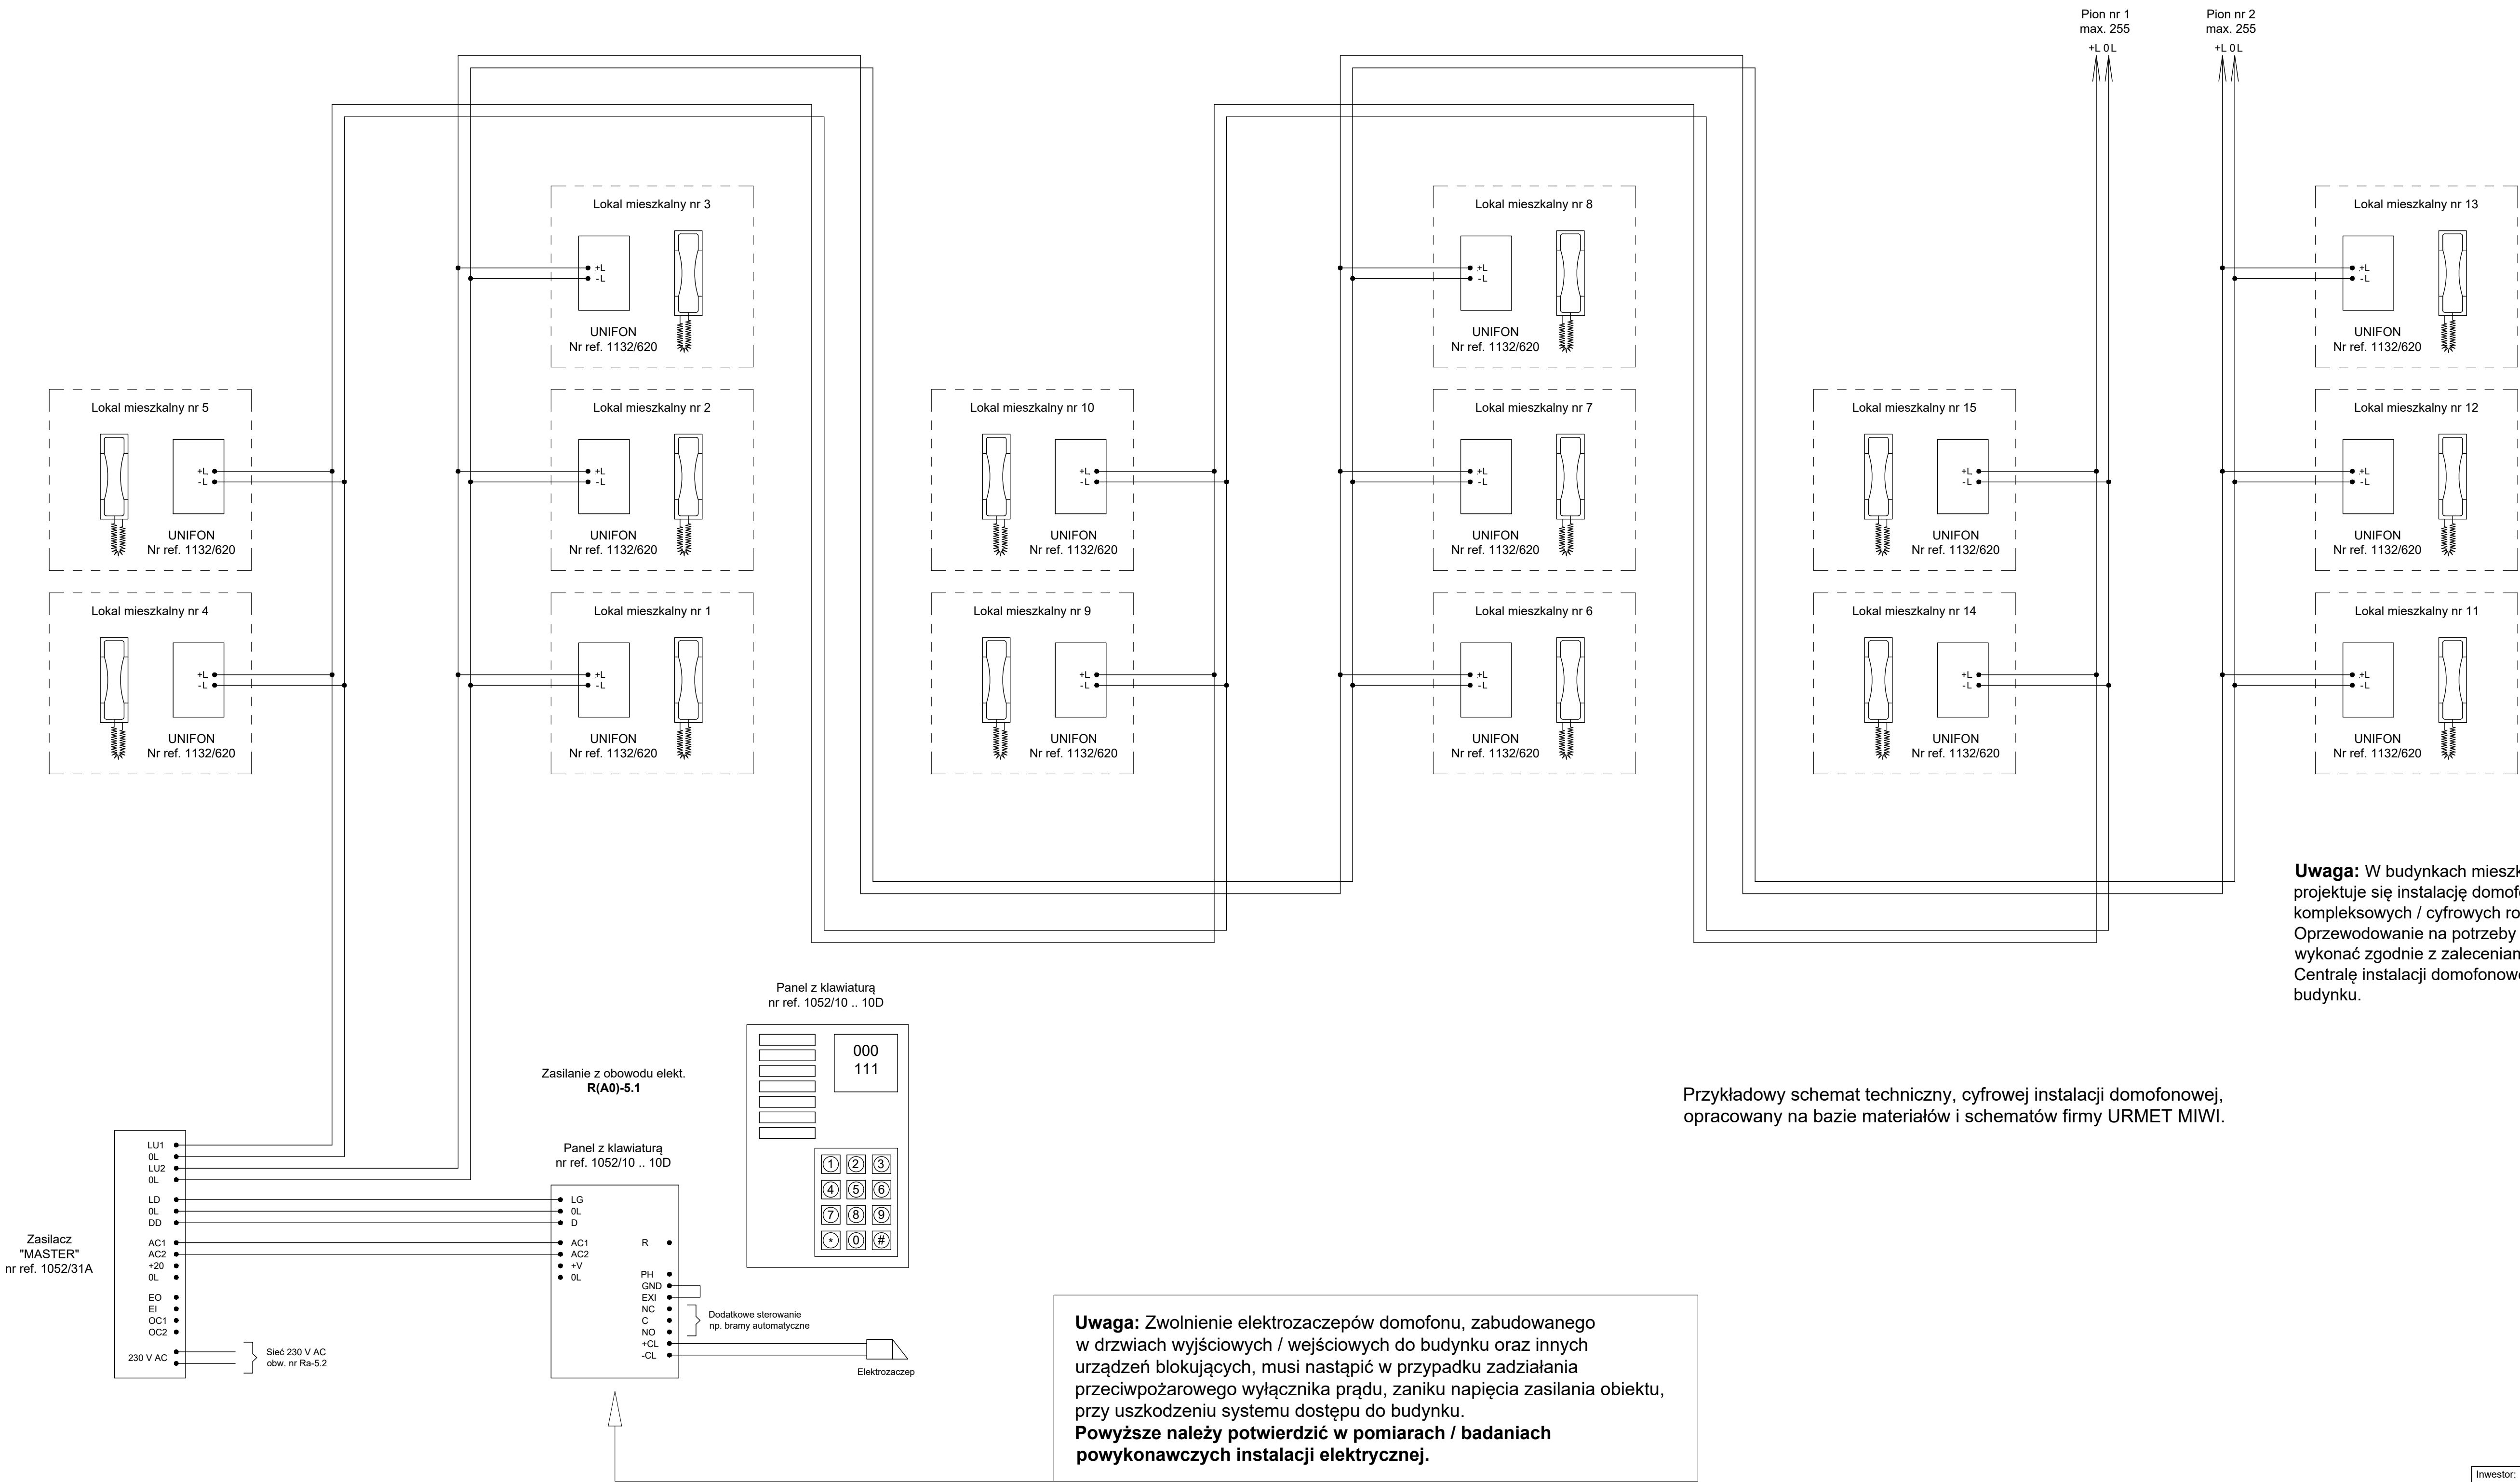 Pion nr 1
max. 255
+L 0L
Pion nr 2
max. 255
+L 0L
Lokal mieszkalny nr 3
+L
-L
UNIFON
Nr ref. 1132/620
Lokal mieszkalny nr 8
+L
-L
UNIFON
Nr ref. 1132/620
Lokal mieszkalny nr 13
+L
-L
UNIFON
Nr ref. 1132/620
Lokal mieszkalny nr 5
+L
-L
UNIFON
Nr ref. 1132/620
Lokal mieszkalny nr 2
+L
-L
UNIFON
Nr ref. 1132/620
Lokal mieszkalny nr 10
+L
-L
UNIFON
Nr ref. 1132/620
Lokal mieszkalny nr 7
+L
-L
UNIFON
Nr ref. 1132/620
Lokal mieszkalny nr 15
+L
-L
UNIFON
Nr ref. 1132/620
Lokal mieszkalny nr 12
+L
-L
UNIFON
Nr ref. 1132/620
Lokal mieszkalny nr 4
+L
-L
UNIFON
Nr ref. 1132/620
Lokal mieszkalny nr 1
+L
-L
UNIFON
Nr ref. 1132/620
Lokal mieszkalny nr 9
+L
-L
UNIFON
Nr ref. 1132/620
Lokal mieszkalny nr 6
+L
-L
UNIFON
Nr ref. 1132/620
Lokal mieszkalny nr 14
+L
-L
UNIFON
Nr ref. 1132/620
Lokal mieszkalny nr 11
+L
-L
UNIFON
Nr ref. 1132/620
Uwaga: W budynkach
projektuje się instalację
kompleksowych / cyfrowych
Oprzewodowanie na potrzeby
wykonać zgodnie z
Centralę instalacji
budynku.
Panel z klawiaturą
nr ref. 1052/10 .. 10D
000
111
1 2 3
4 5 6
7 8 9
* 0 #
Zasilanie z obowodu elekt.
R(A0)-5.1
Przykładowy schemat techniczny, cyfrowej instalacji domofonowej,
opracowany na bazie materiałów i schematów firmy URMET MIWI.
Zasilacz
"MASTER"
nr ref. 1052/31A
LU1
0L
LU2
0L
LD
0L
DD
AC1
AC2
+20
0L
EO
EI
OC1
OC2
230 V AC
Sieć 230 V AC
obw. nr Ra-5.2
Panel z klawiaturą
nr ref. 1052/10 .. 10D
LG
0L
D
AC1
AC2
+V
0L
R
PH
GND
EXI
NC
C
NO
+CL
-CL
Dodatkowe sterowanie
np. bramy automatyczne
Elektrozaczep
Uwaga: Zwolnienie elektrozaczepów domofonu, zabudowanego
w drzwiach wyjściowych / wejściowych do budynku oraz innych
urządzeń blokujących, musi nastąpić w przypadku zadziałania
przeciwpożarowego wyłącznika prądu, zaniku napięcia zasilania obiektu,
przy uszkodzeniu systemu dostępu do budynku.
Powyższe należy potwierdzić w pomiarach / badaniach
powykonawczych instalacji elektrycznej.
Inwestor: